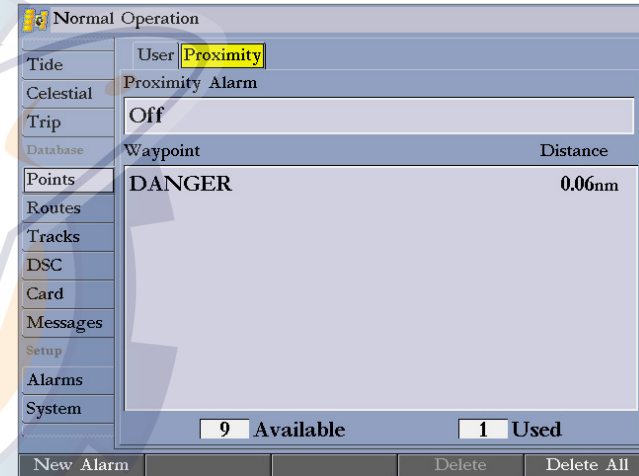 Normal Operation
User Proximity
Tide
Proximity Alarm
Celestial
Off
Trip
Database
Waypoint Distance
Points
DANGER 0.06nm
Routes
Tracks
DSC
Card
Messages
Setup
Alarms
System
9 Available 1 Used
New Alarm Delete Delete All